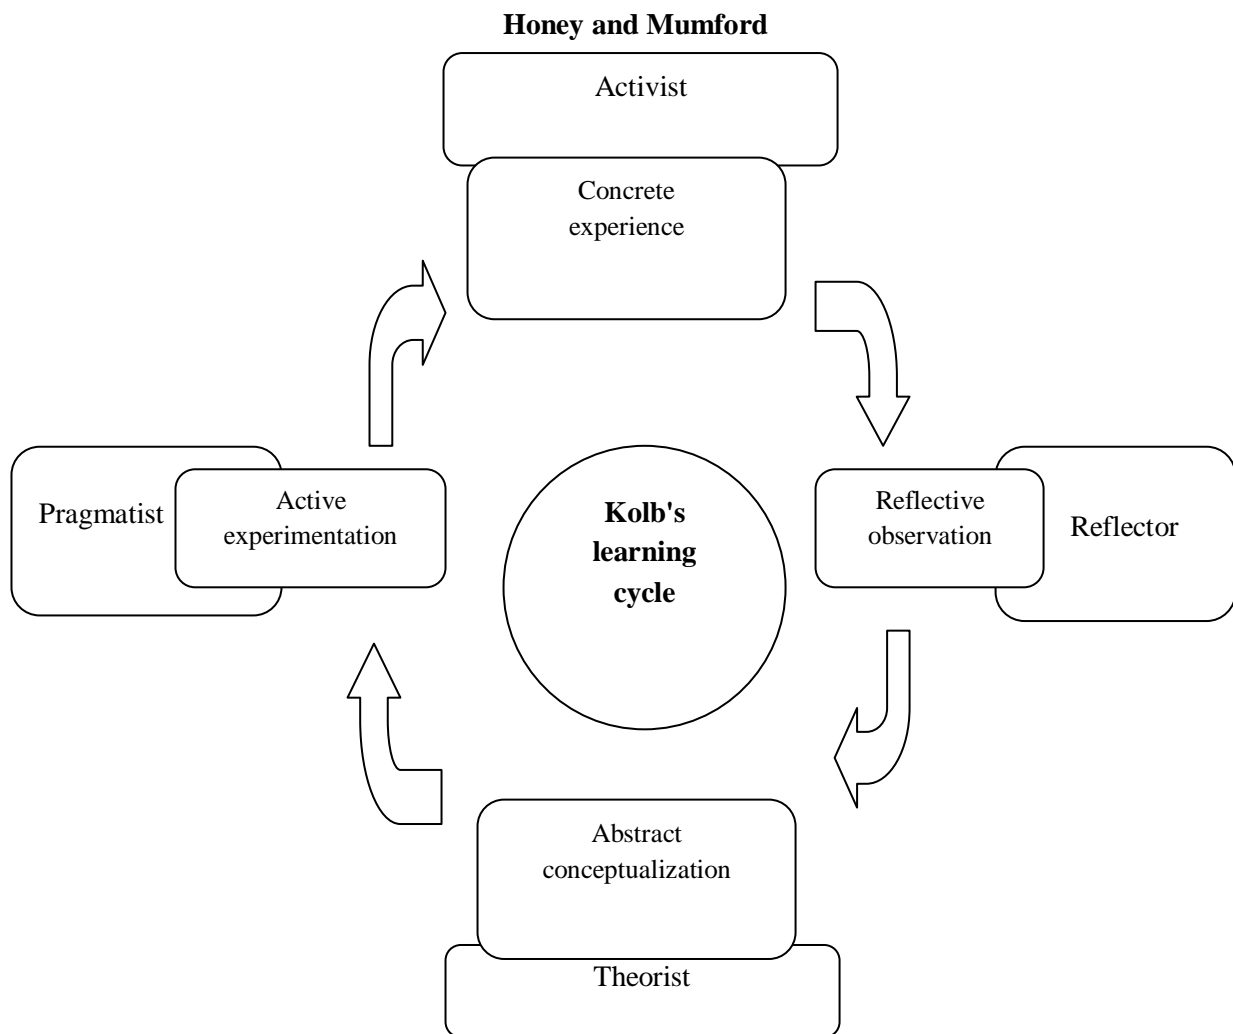 Honey and Mumford
Activist
Concrete
experience
Pragmatist
Active
experimentation
Kolb's
learning
cycle
Reflective
observation
Reflector
Abstract
conceptualization
Theorist